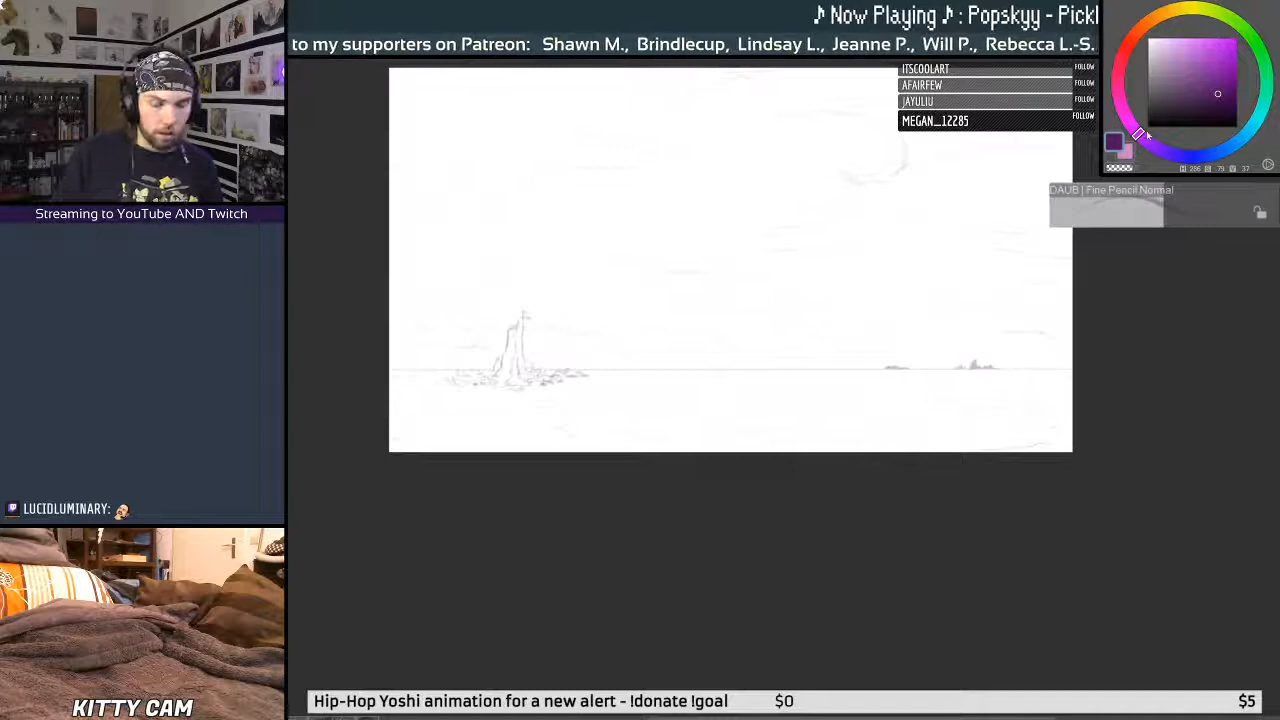 ♪ Now Playing ♪ : Popskyy - Pickl
to my supporters on Patreon: Shawn M., Brindlecup, Lindsay L., Jeanne P., Will P., Rebecca L.-S.
ITSCOOLART FOLLOW
AFAIRFEW FOLLOW
JAYULIU FOLLOW
MEGAN_12285 FOLLOW
DAUB | Fine Pencil Normal
Streaming to YouTube AND Twitch
LUCIDLUMINARY:
KITTY CAM
Hip-Hop Yoshi animation for a new alert - !donate !goal $0 $5